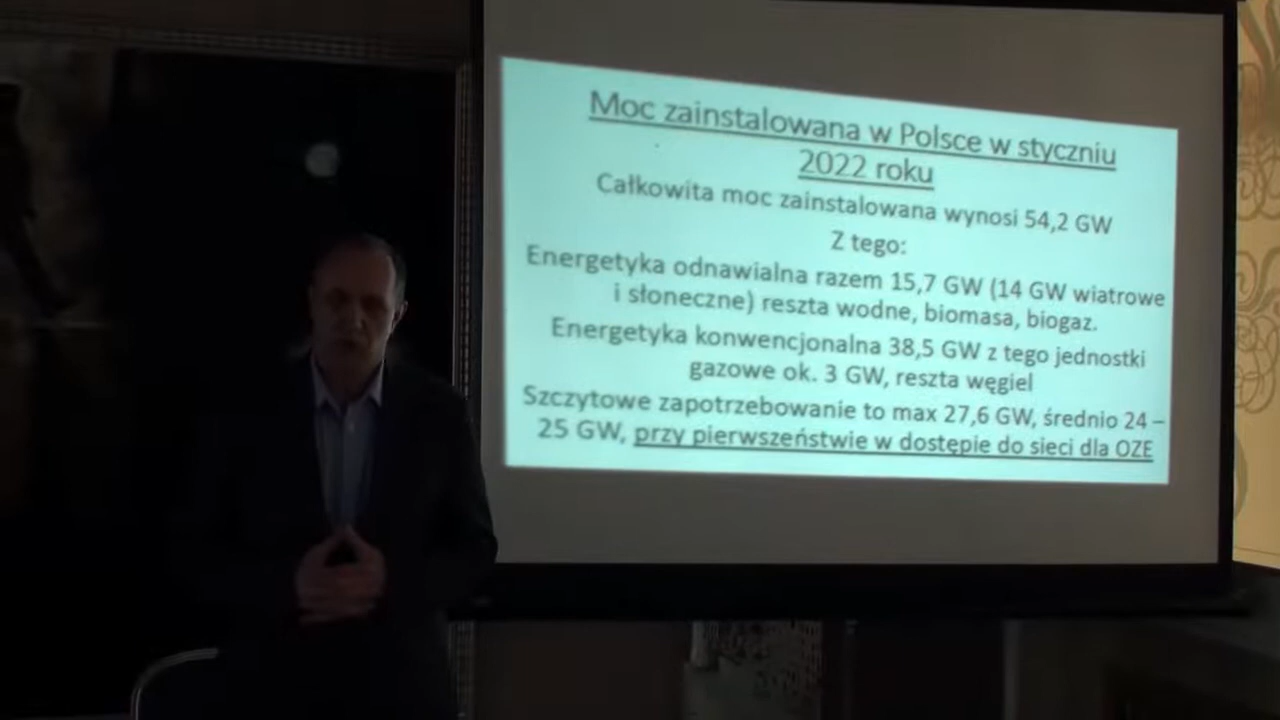 Moc zainstalowana w Polsce w styczniu
2022 roku
Całkowita moc zainstalowana wynosi 54,2 GW
Z tego:
Energetyka odnawialna razem 15,7 GW (14 GW wiatrowe
i słoneczne) reszta wodne, biomasa, biogaz.
Energetyka konwencjonalna 38,5 GW z tego jednostki
gazowe ok. 3 GW, reszta węgiel
Szczytowe zapotrzebowanie to max 27,6 GW, średnio 24 –
25 GW, przy pierwszeństwie w dostępie do sieci dla OZE